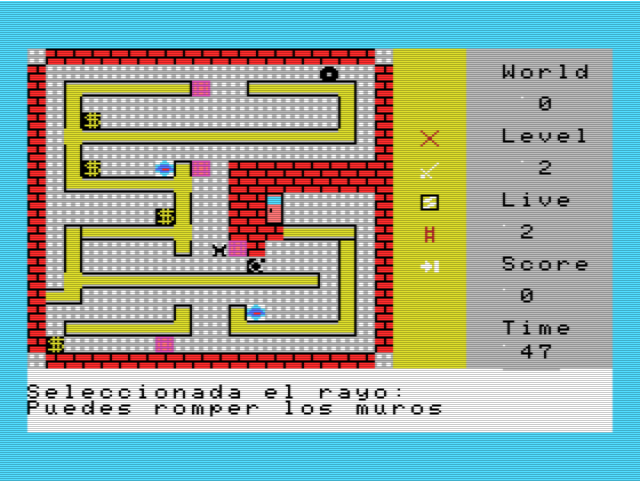 World
0
Level
2
Live
2
Score
0
Time
47
Seleccionada el rayo:
Puedes romper los muros